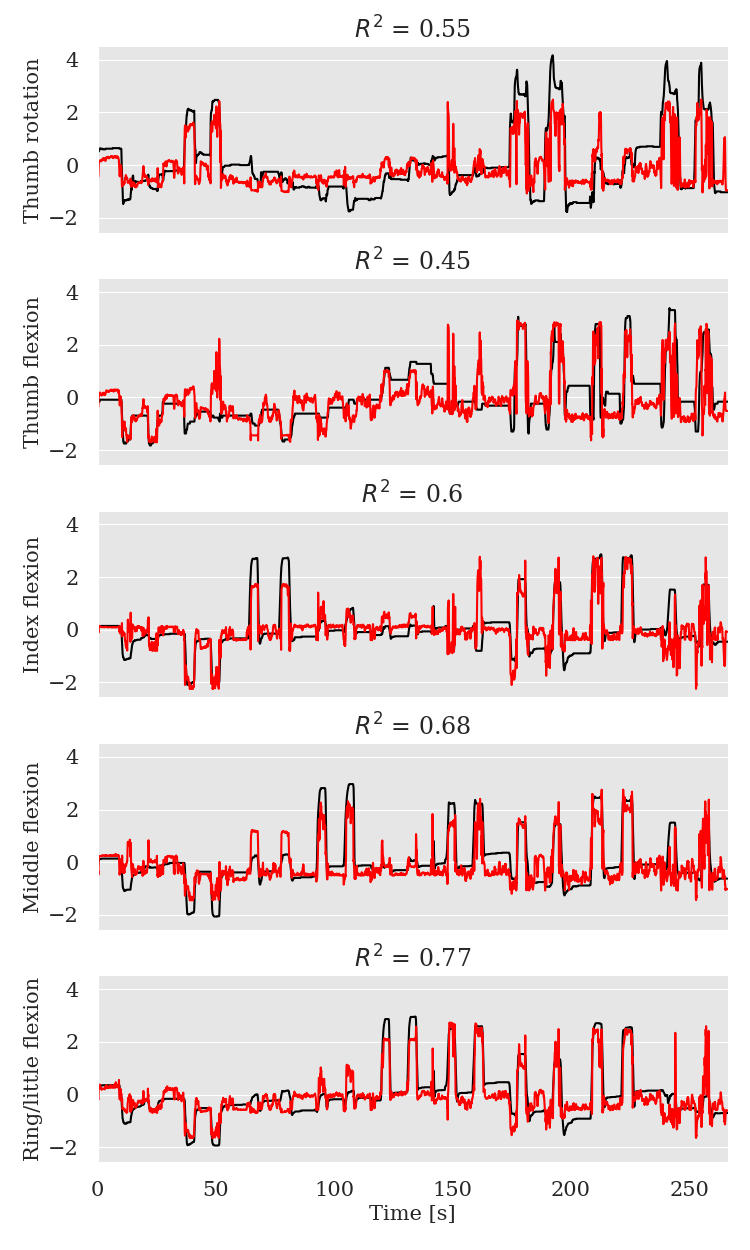 R² = 0.55
Thumb rotation
4
2
0
−2
R² = 0.45
Thumb flexion
4
2
0
−2
R² = 0.6
Index flexion
4
2
0
−2
R² = 0.68
Middle flexion
4
2
0
−2
R² = 0.77
Ring/little flexion
4
2
0
−2
0 50 100 150 200 250
Time [s]